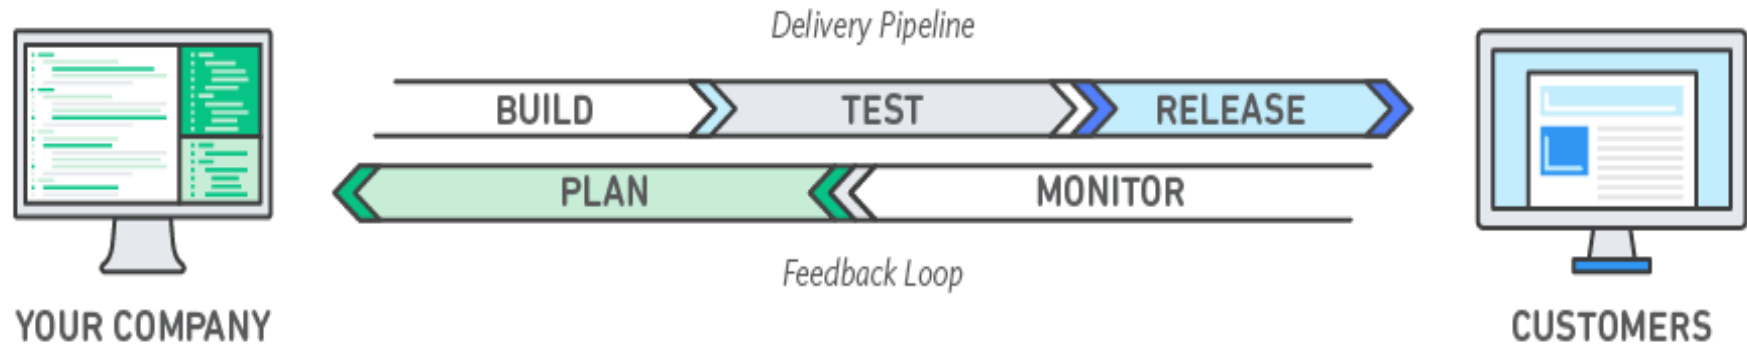 Delivery Pipeline
BUILD TEST RELEASE
PLAN MONITOR
Feedback Loop
YOUR COMPANY
CUSTOMERS